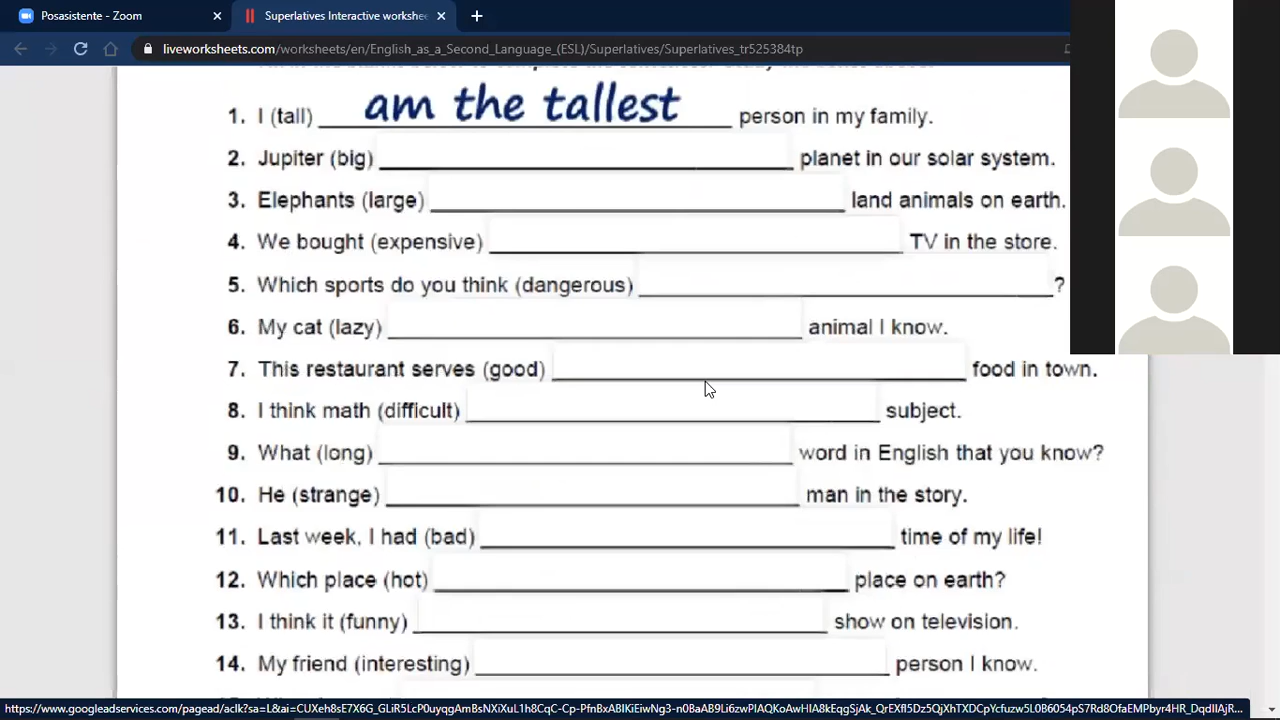 Posasistente - Zoom
Superlatives Interactive workshe
liveworksheets.com/worksheets/en/English_as_a_Second_Language_(ESL)/Superlatives/Superlatives_tr525384tp
1. I (tall) am the tallest person in my family.
2. Jupiter (big) planet in our solar system.
3. Elephants (large) land animals on earth.
4. We bought (expensive) TV in the store.
5. Which sports do you think (dangerous) ?
6. My cat (lazy) animal I know.
7. This restaurant serves (good) food in town.
8. I think math (difficult) subject.
9. What (long) word in English that you know?
10. He (strange) man in the story.
11. Last week, I had (bad) time of my life!
12. Which place (hot) place on earth?
13. I think it (funny) show on television.
14. My friend (interesting) person I know.